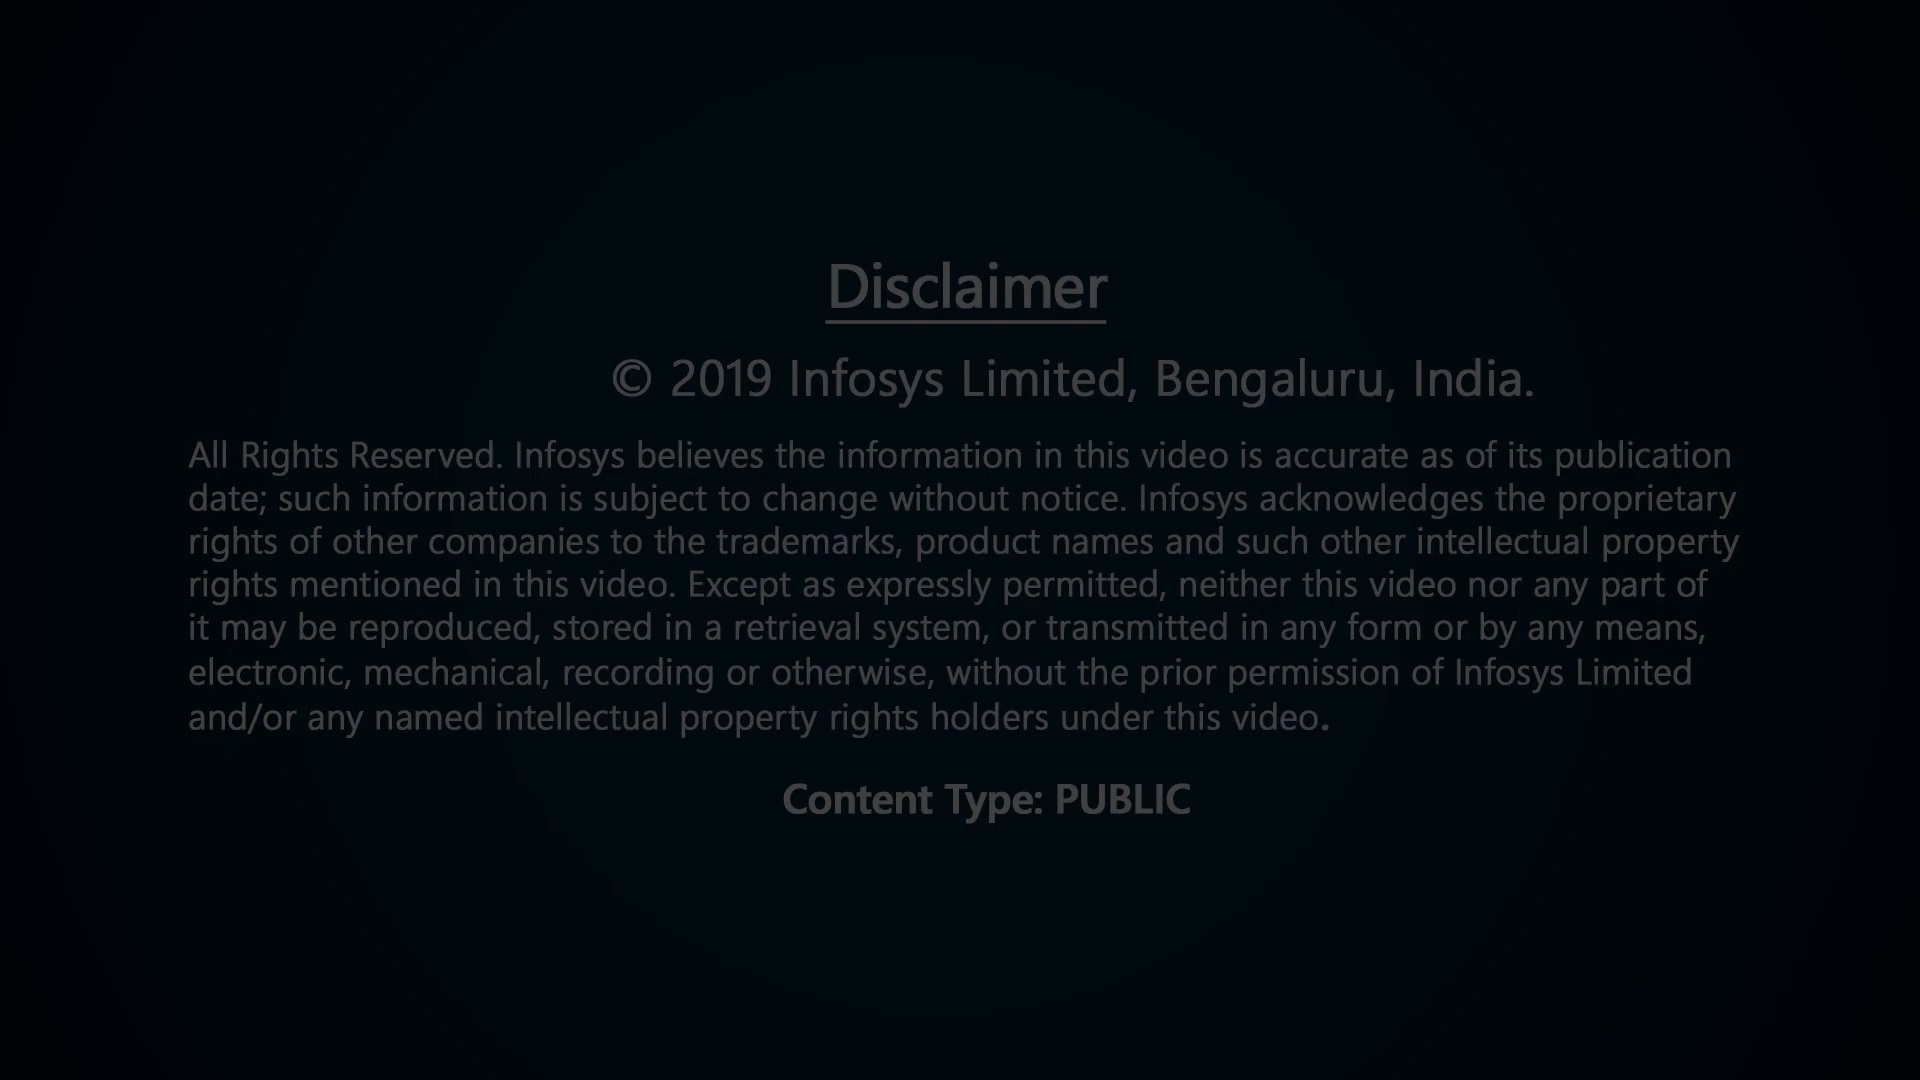 Disclaimer
© 2019 Infosys Limited, Bengaluru, India.
All Rights Reserved. Infosys believes the information in this video is accurate as of its publication
date; such information is subject to change without notice. Infosys acknowledges the proprietary
rights of other companies to the trademarks, product names and such other intellectual property
rights mentioned in this video. Except as expressly permitted, neither this video nor any part of
it may be reproduced, stored in a retrieval system, or transmitted in any form or by any means,
electronic, mechanical, recording or otherwise, without the prior permission of Infosys Limited
and/or any named intellectual property rights holders under this video.
Content Type: PUBLIC